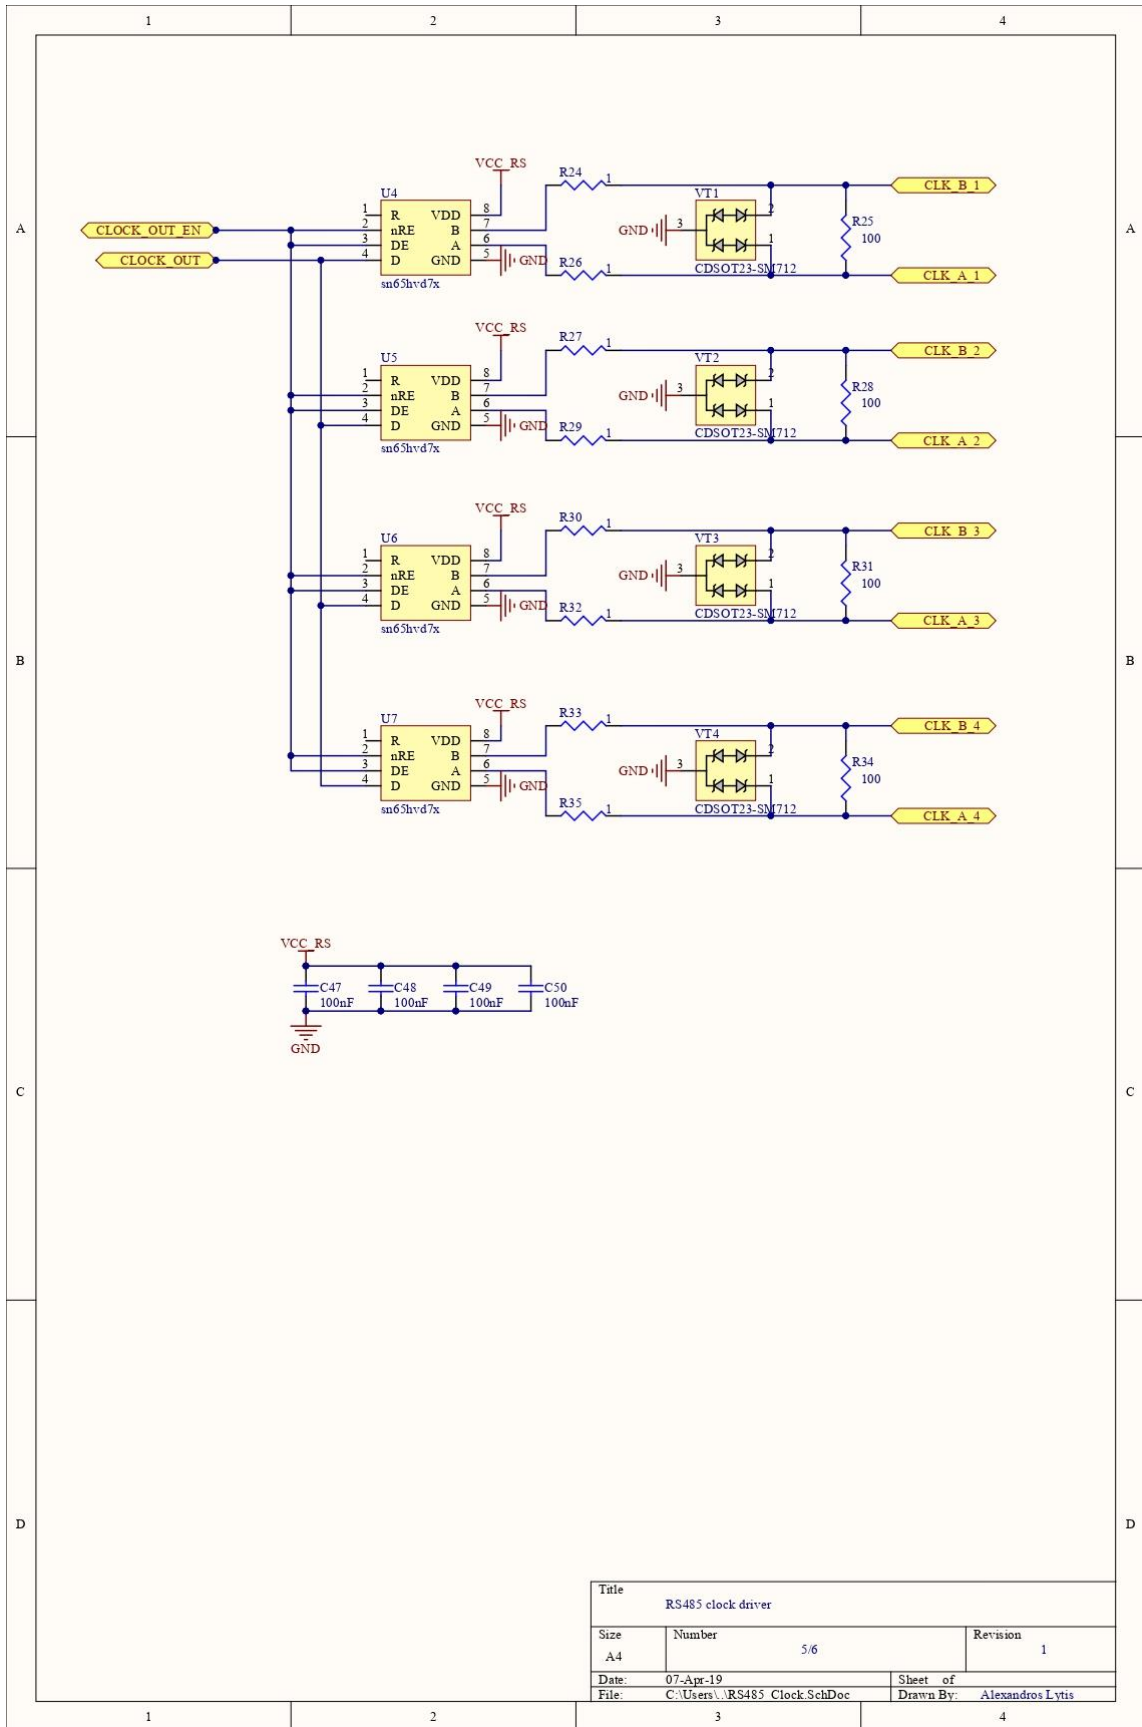 1 2 3 4
A A
B B
C C
D D
CLOCK_OUT_EN
CLOCK_OUT
VCC_RS
U4
1 R VDD 8
2 nRE B 7
3 DE A 6
4 D GND 5 GND
sn65hvd7x
R24 1
R26 1
VT1
GND 3 2
1
CDSOT23-SM712
R25
100
CLK_B_1
CLK_A_1
VCC_RS
U5
1 R VDD 8
2 nRE B 7
3 DE A 6
4 D GND 5 GND
sn65hvd7x
R27 1
R29 1
VT2
GND 3 2
1
CDSOT23-SM712
R28
100
CLK_B_2
CLK_A_2
VCC_RS
U6
1 R VDD 8
2 nRE B 7
3 DE A 6
4 D GND 5 GND
sn65hvd7x
R30 1
R32 1
VT3
GND 3 2
1
CDSOT23-SM712
R31
100
CLK_B_3
CLK_A_3
VCC_RS
U7
1 R VDD 8
2 nRE B 7
3 DE A 6
4 D GND 5 GND
sn65hvd7x
R33 1
R35 1
VT4
GND 3 2
1
CDSOT23-SM712
R34
100
CLK_B_4
CLK_A_4
VCC_RS
C47 C48 C49 C50
100nF 100nF 100nF 100nF
GND
Title
RS485 clock driver
Size Number Revision
A4 5/6 1
Date: 07-Apr-19 Sheet of
File: C:\Users\..\RS485_Clock.SchDoc Drawn By: Alexandros Lytis
1 2 3 4